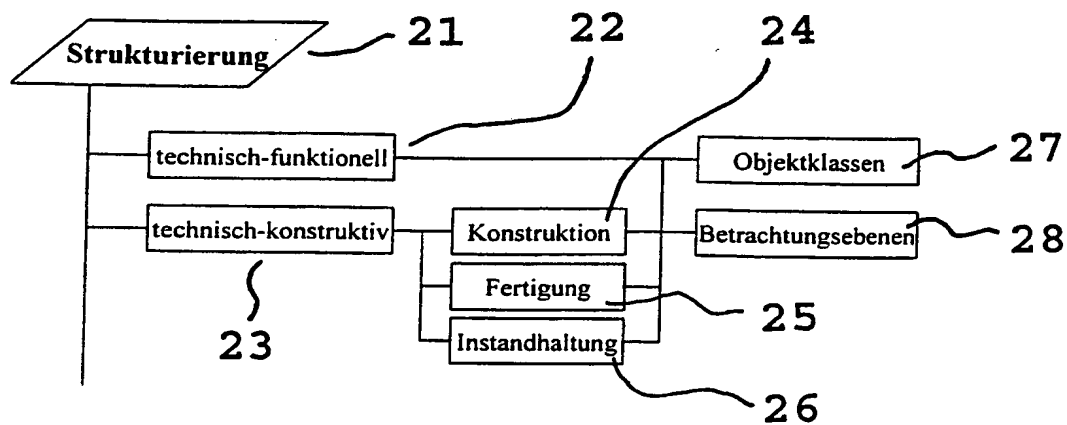 Strukturierung 21 22 24
technisch-funktionell Objektklassen 27
technisch-konstruktiv Konstruktion Betrachtungsebenen 28
Fertigung 25
23 Instandhaltung
26